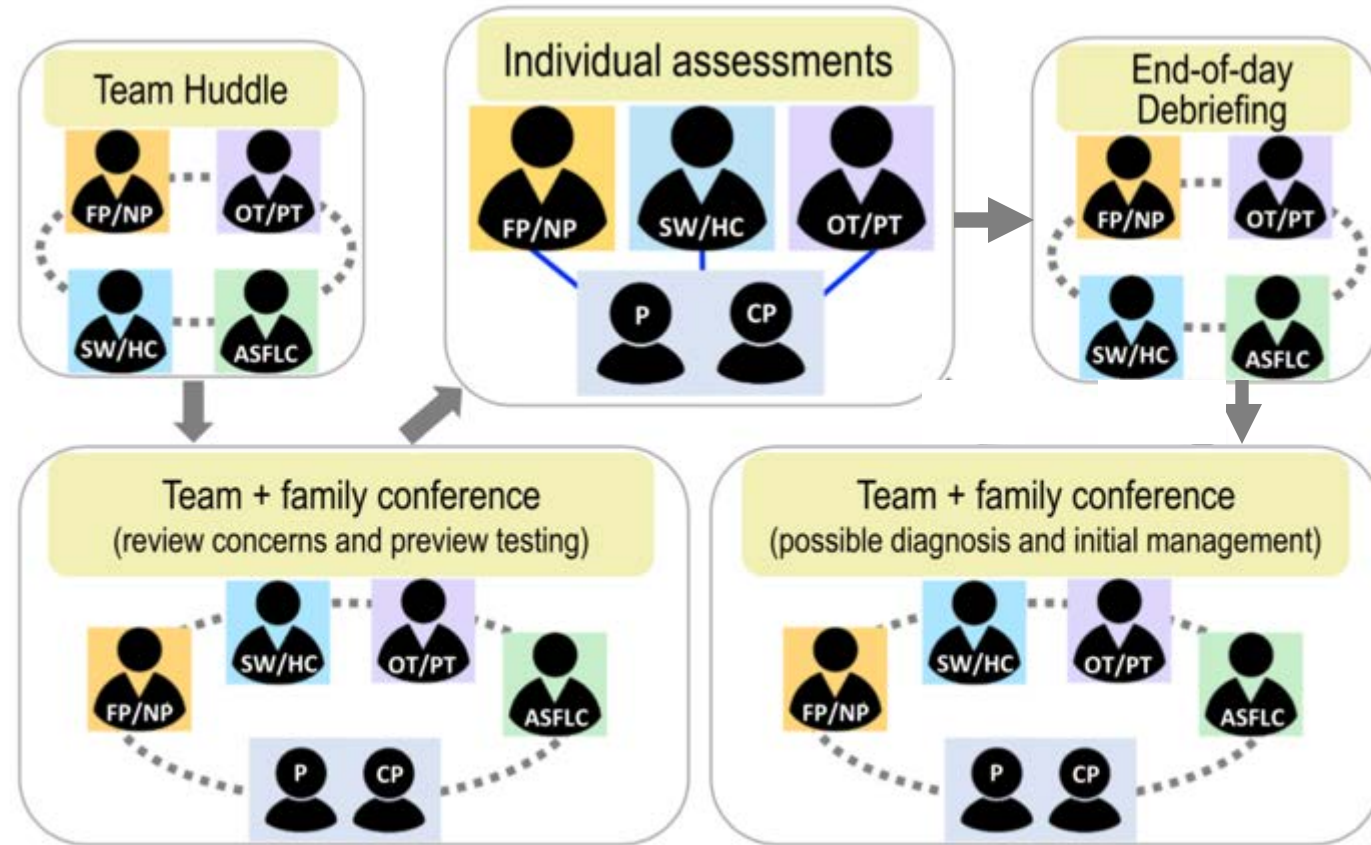 Team Huddle
FP/NP
OT/PT
SW/HC
ASFLC
Team + family conference
(review concerns and preview testing)
SW/HC
OT/PT
FP/NP
ASFLC
P
CP
Individual assessments
FP/NP
SW/HC
OT/PT
P
CP
End-of-day
Debriefing
FP/NP
OT/PT
SW/HC
ASFLC
Team + family conference
(possible diagnosis and initial management)
SW/HC
OT/PT
FP/NP
ASFLC
P
CP